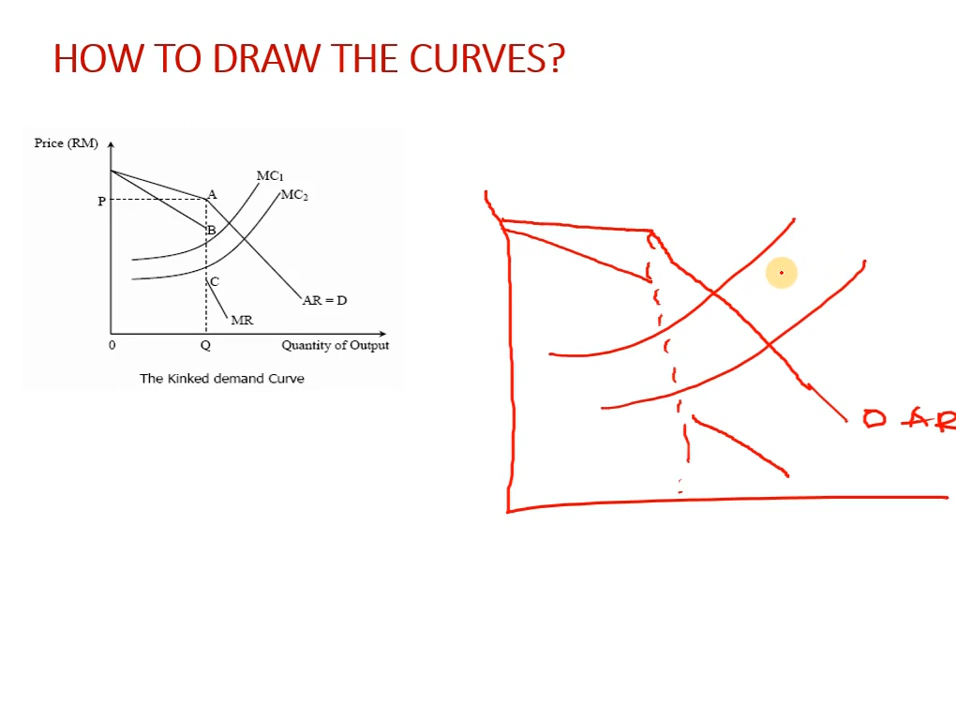 HOW TO DRAW THE CURVES?
Price (RM)
MC1
A
MC2
P
B
C
AR = D
MR
0
Q
Quantity of Output
The Kinked demand Curve
D AR